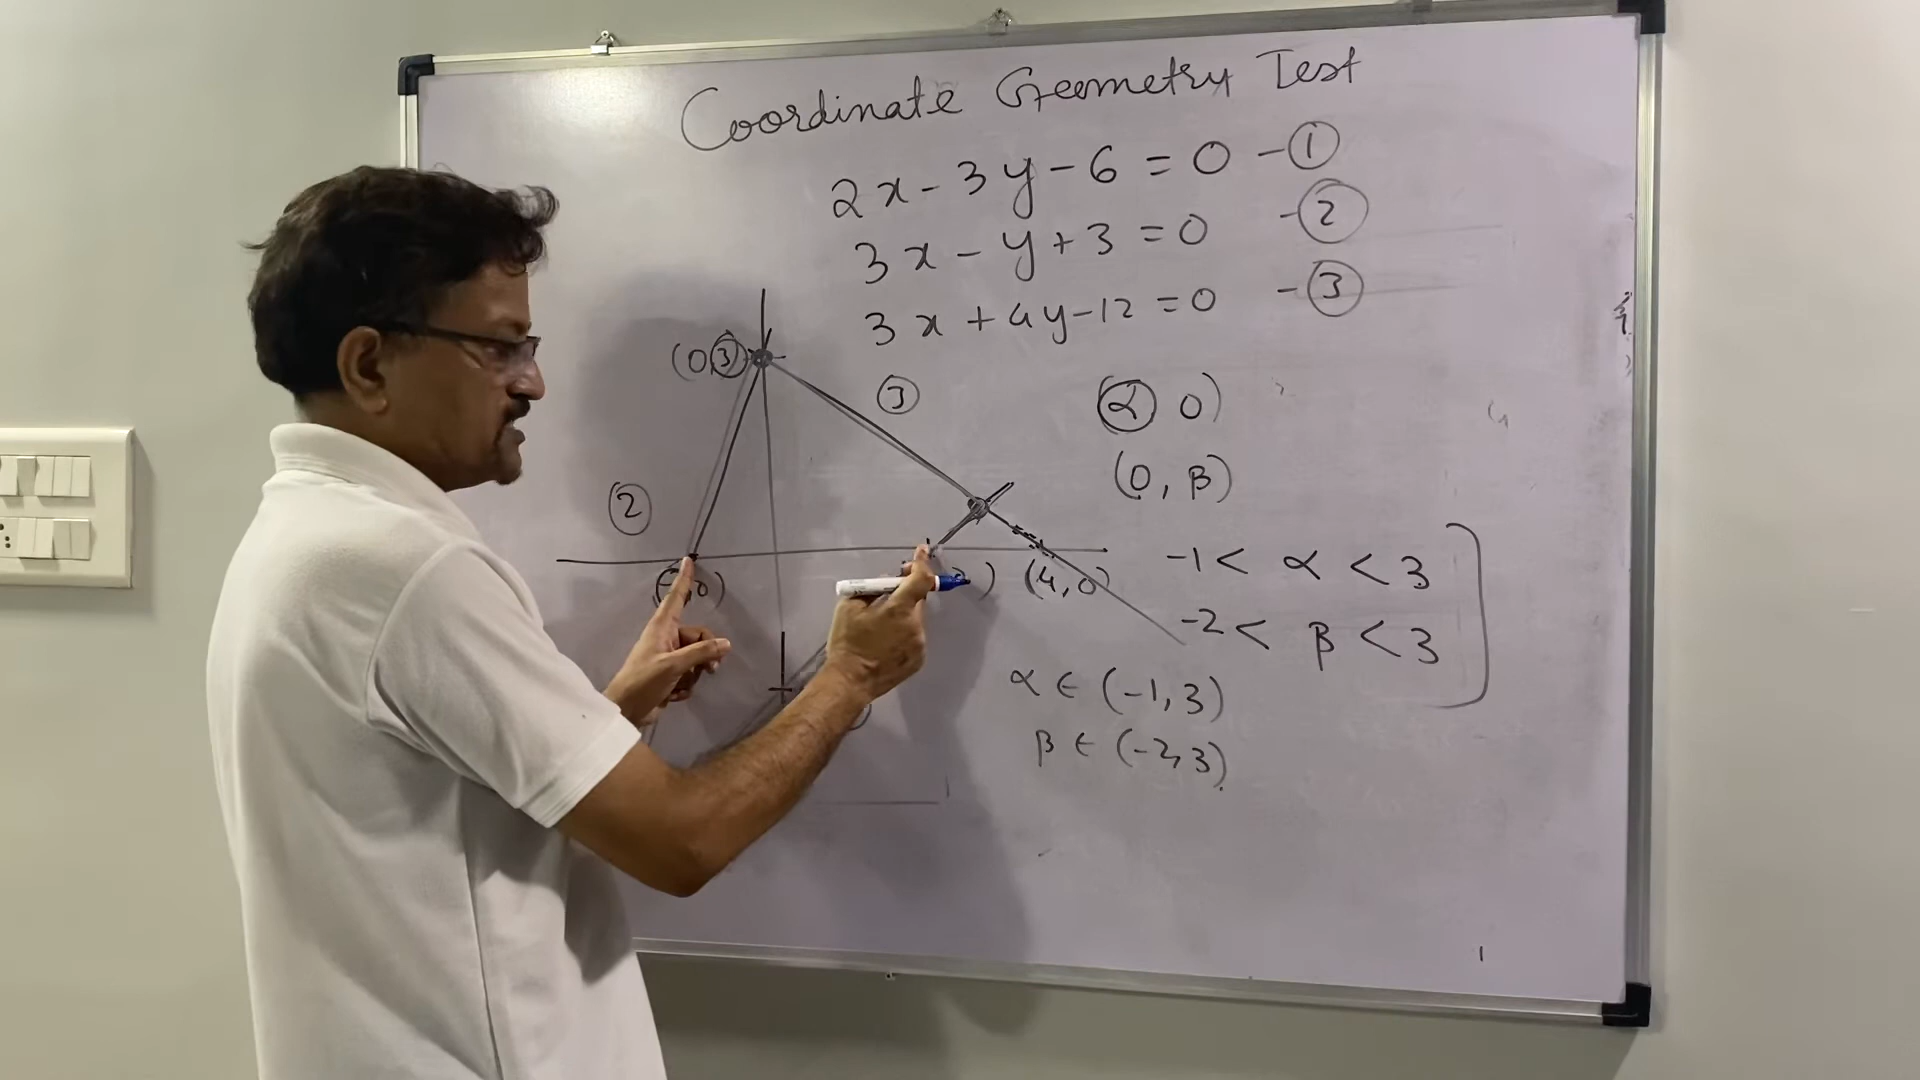 Coordinate Geometry Test
2x - 3y - 6 = 0 - ①
3x - y + 3 = 0 - ②
3x + 4y - 12 = 0 - ③
(0,3)
③
(α 0)
(0, β)
②
-1 < α < 3
(4,0)
-2 < β < 3
α ∈ (-1, 3)
β ∈ (-2, 3)